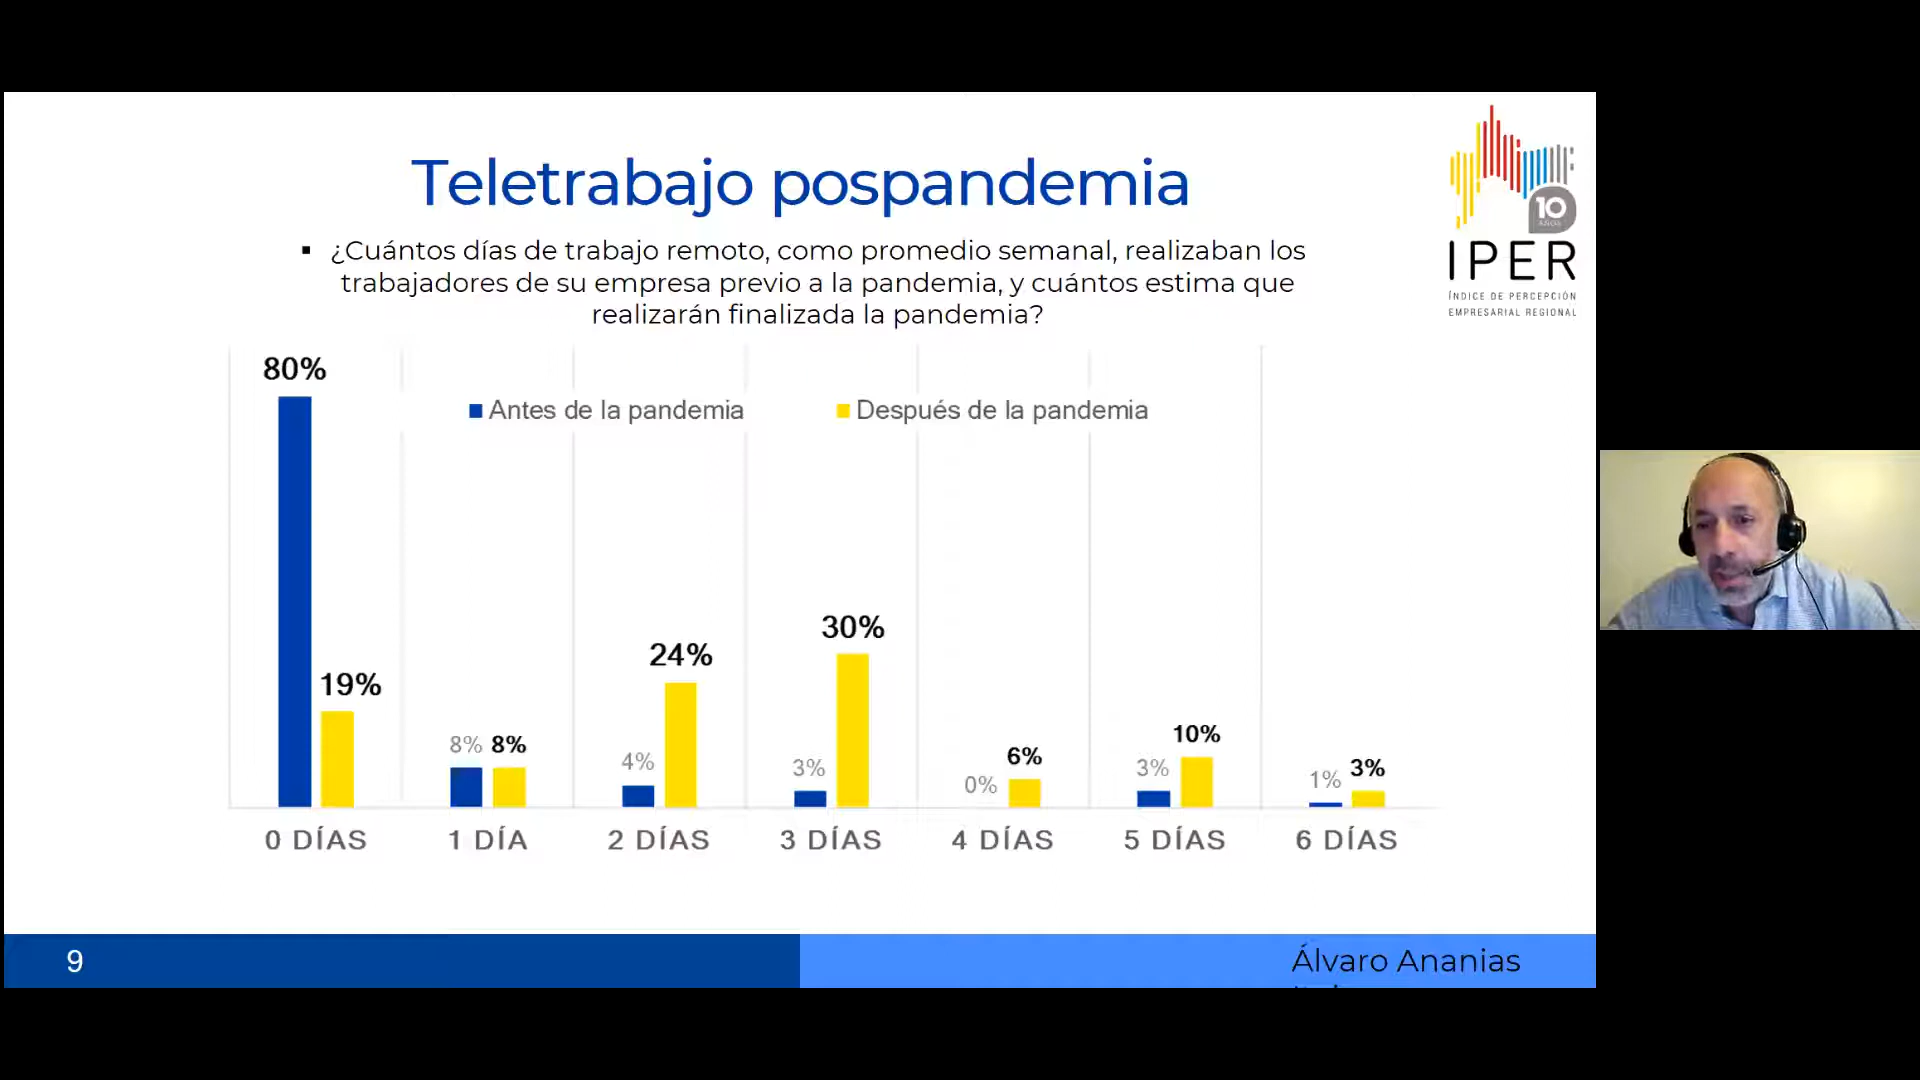 Teletrabajo pospandemia
▪ ¿Cuántos días de trabajo remoto, como promedio semanal, realizaban los
trabajadores de su empresa previo a la pandemia, y cuántos estima que
realizarán finalizada la pandemia?
10
AÑOS
IPER
ÍNDICE DE PERCEPCIÓN
EMPRESARIAL REGIONAL
Antes de la pandemia Después de la pandemia
80% 19%
8% 8%
4% 24%
3% 30%
0% 6%
3% 10%
1% 3%
0 DÍAS 1 DÍA 2 DÍAS 3 DÍAS 4 DÍAS 5 DÍAS 6 DÍAS
9
Álvaro Ananias